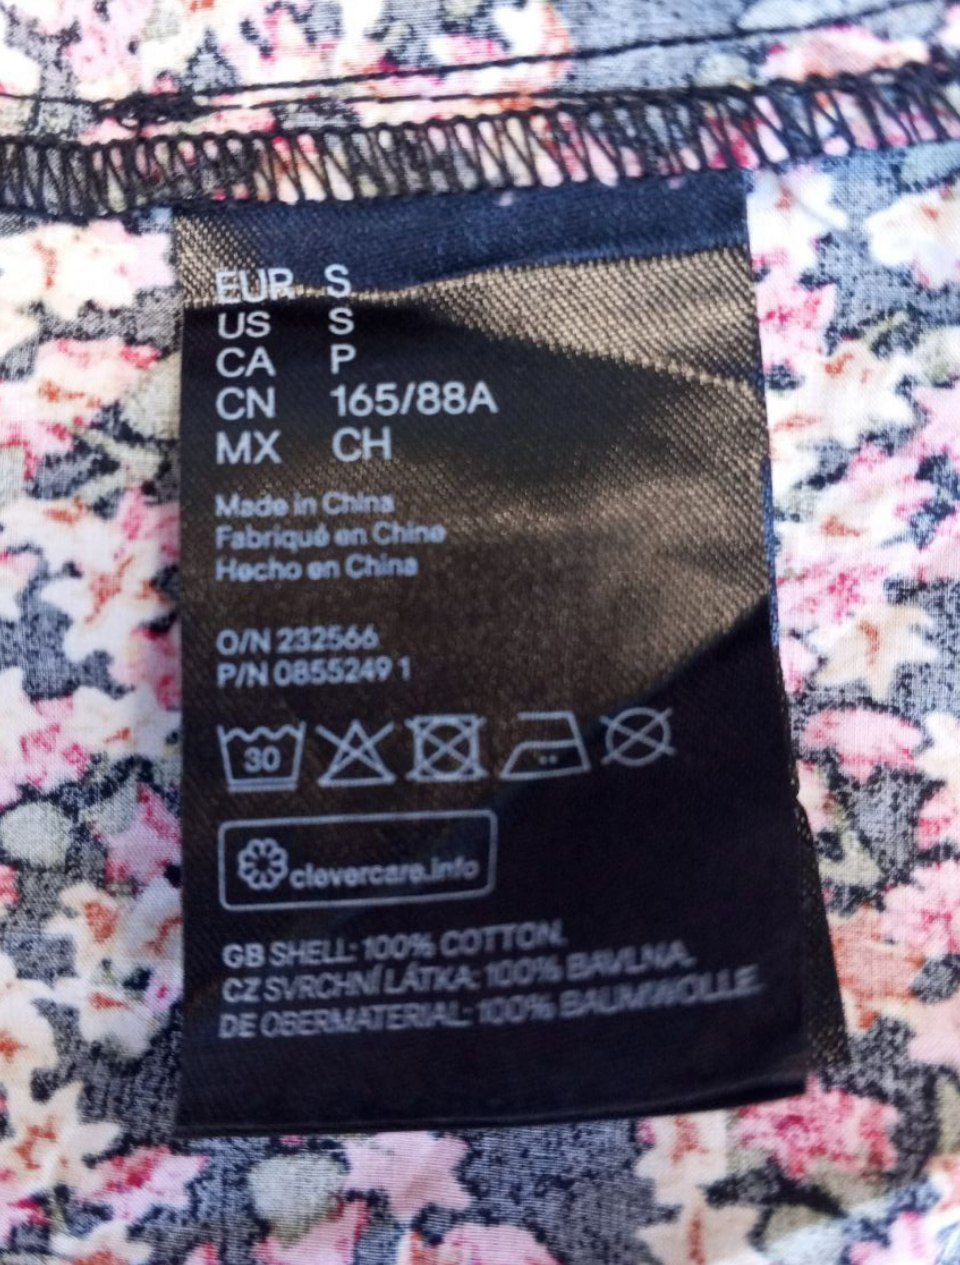 EUR S
US S
CA P
CN 165/88A
MX CH
Made in China
Fabriqué en Chine
Hecho en China
O/N 232566
P/N 0855249 1
30
clevercare.info
GB SHELL: 100% COTTON.
CZ SVRCHNÍ LÁTKA: 100% BAVLNA.
DE OBERMATERIAL: 100% BAUMWOLLE.